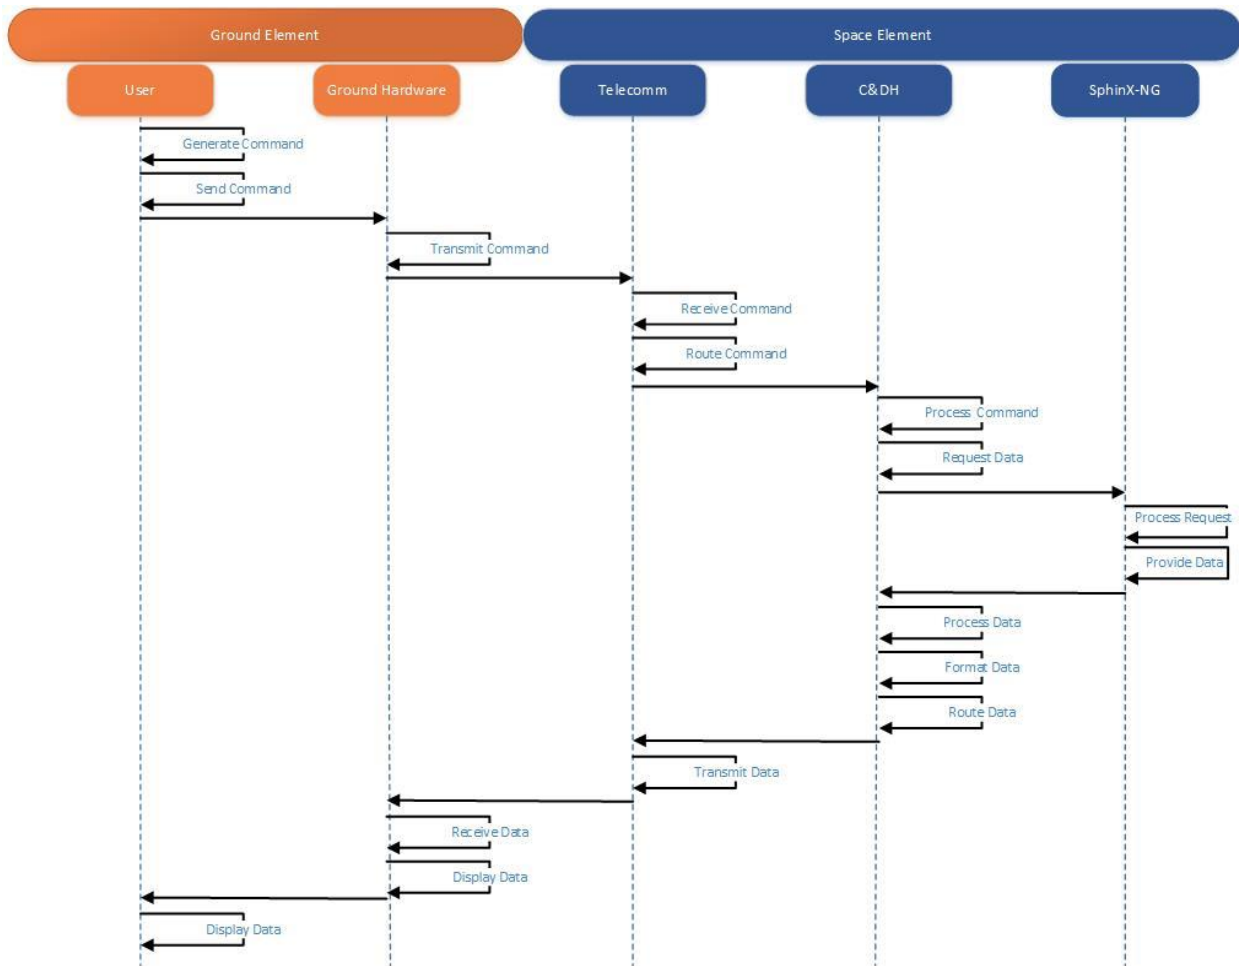 Ground Element
Space Element
User
Ground Hardware
Telecomm
C&DH
SphinX-NG
Generate Command
Send Command
Transmit Command
Receive Command
Route Command
Process Command
Request Data
Process Request
Provide Data
Process Data
Format Data
Route Data
Transmit Data
Receive Data
Display Data
Display Data